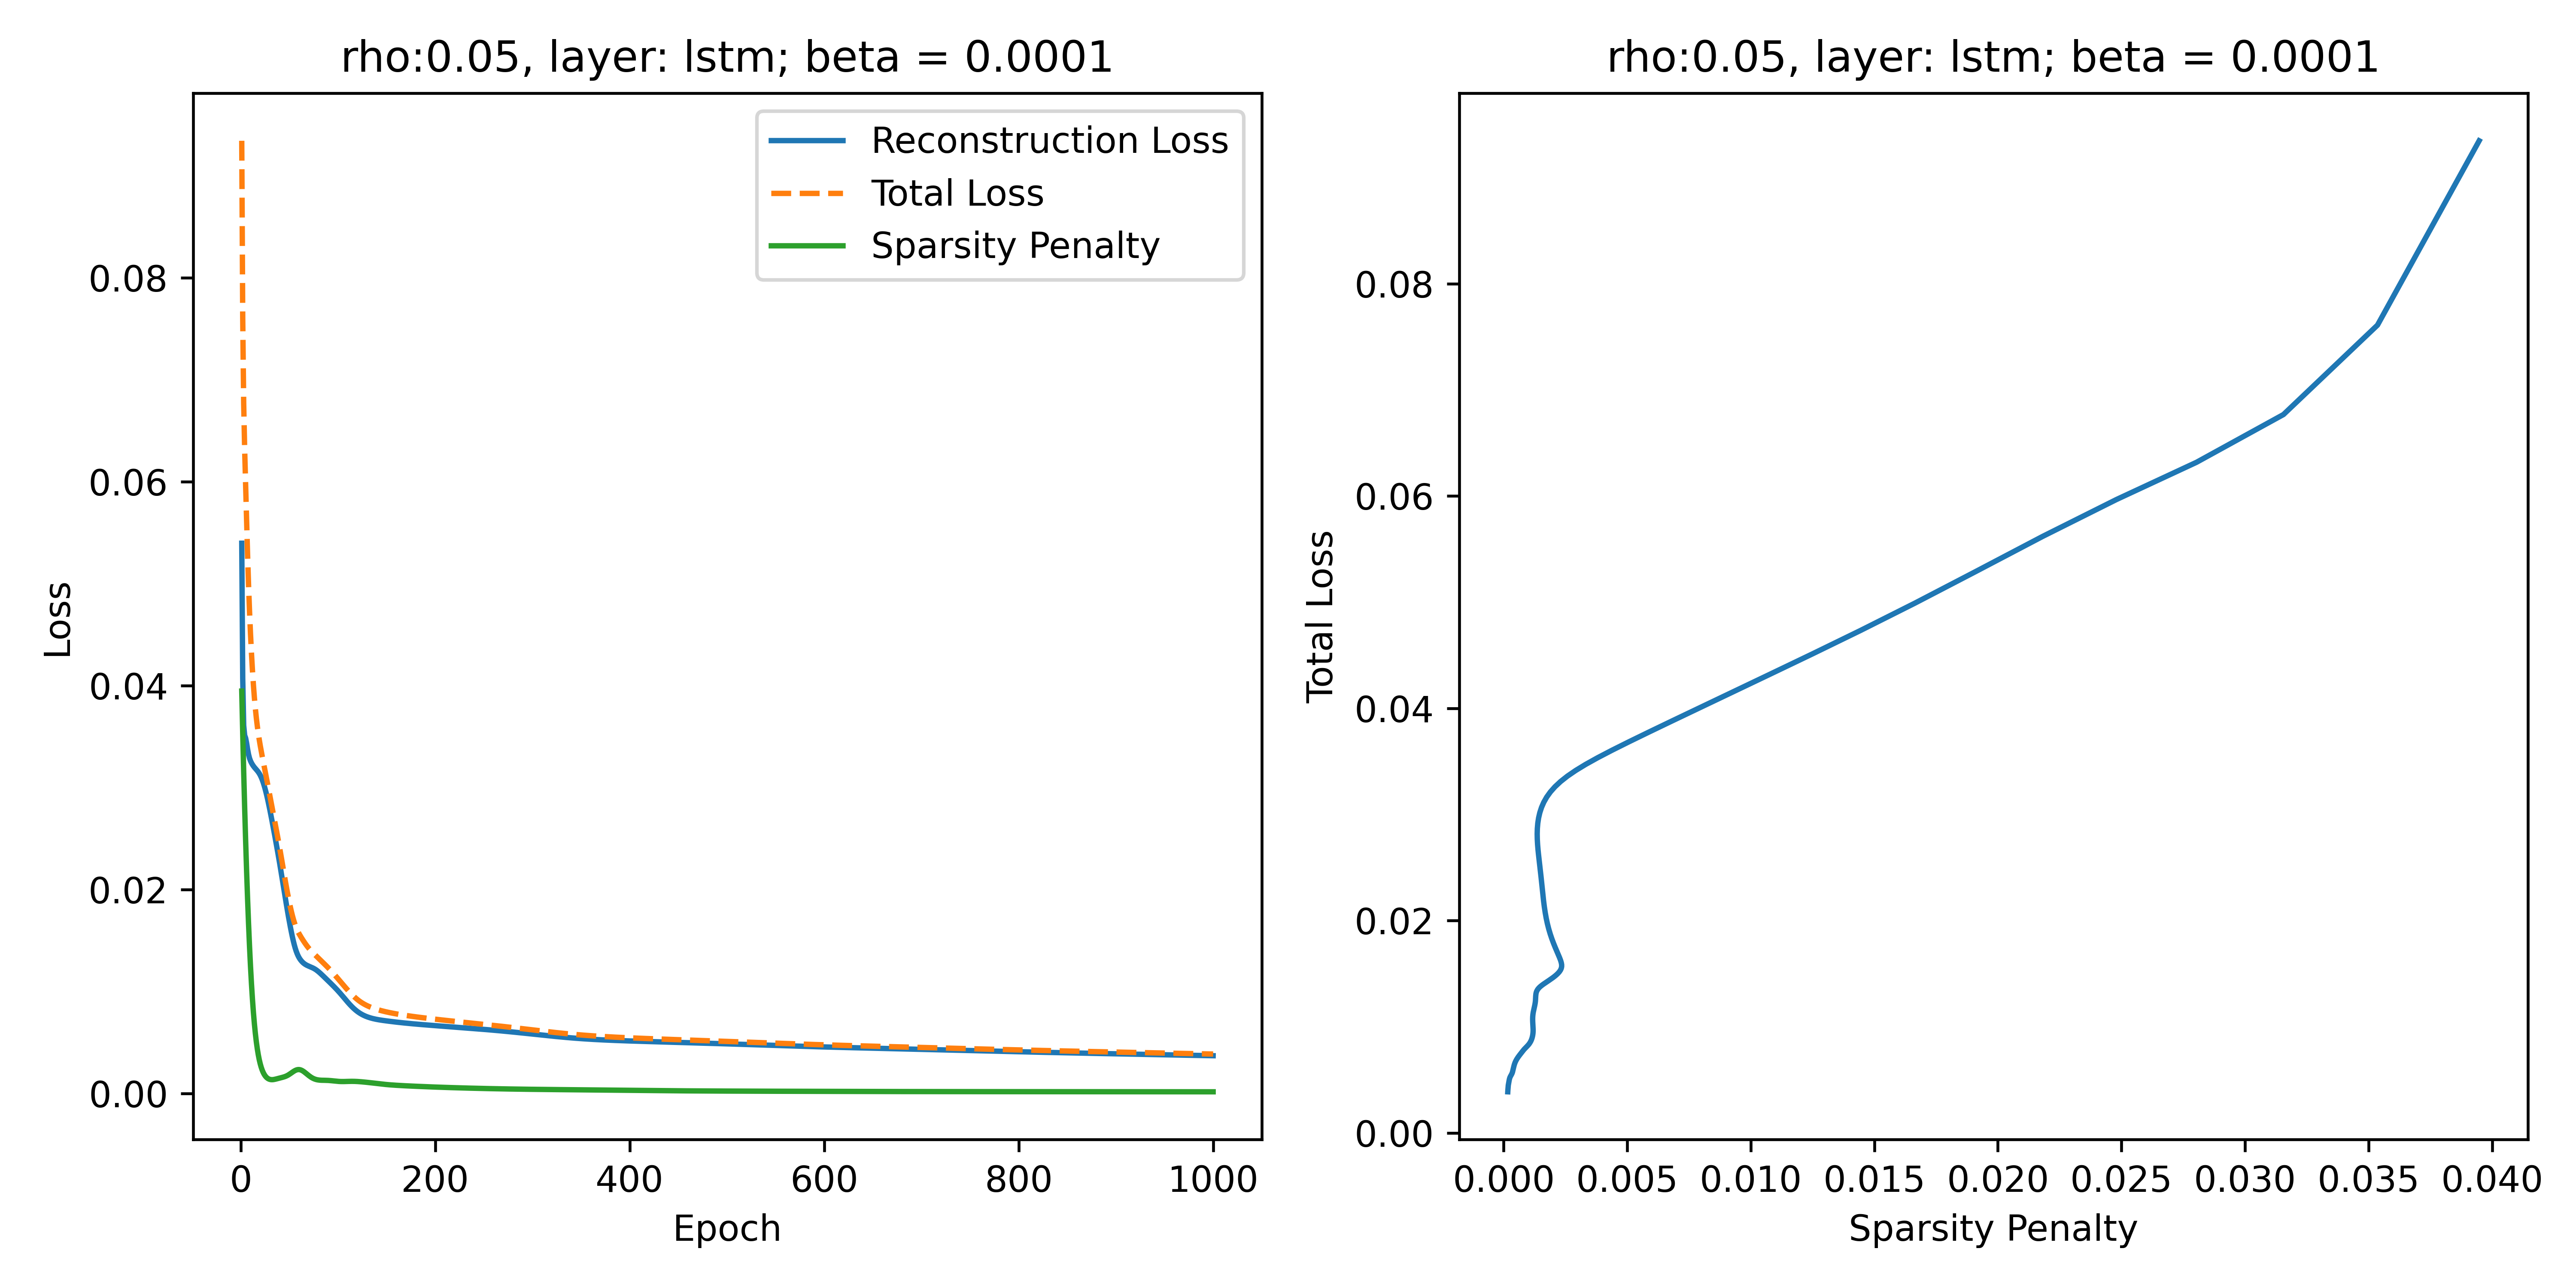 rho:0.05, layer: lstm; beta = 0.0001
Reconstruction Loss
Total Loss
Sparsity Penalty
Loss
0.08
0.06
0.04
0.02
0.00
0 200 400 600 800 1000
Epoch
rho:0.05, layer: lstm; beta = 0.0001
Total Loss
0.08
0.06
0.04
0.02
0.00
0.000 0.005 0.010 0.015 0.020 0.025 0.030 0.035 0.040
Sparsity Penalty